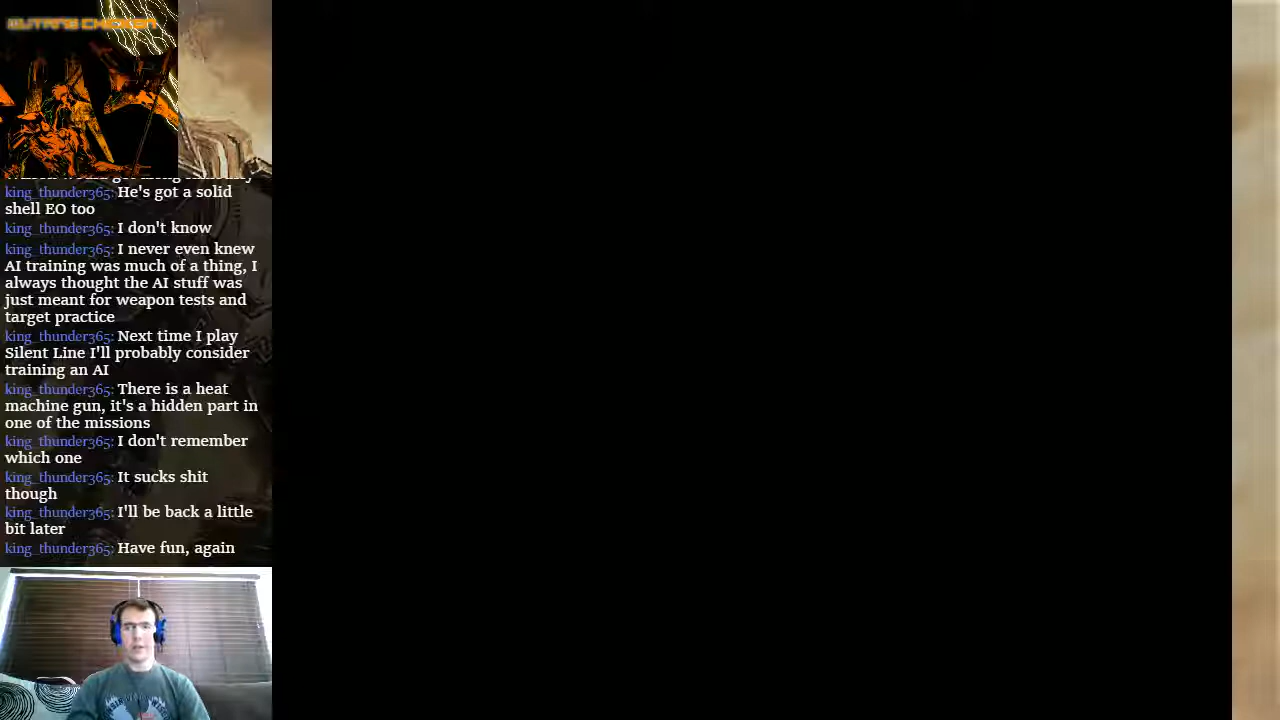 MUTANT CHICKEN
king_thunder365: He's got a solid
shell EO too
king_thunder365: I don't know
king_thunder365: I never even knew
AI training was much of a thing, I
always thought the AI stuff was
just meant for weapon tests and
target practice
king_thunder365: Next time I play
Silent Line I'll probably consider
training an AI
king_thunder365: There is a heat
machine gun, it's a hidden part in
one of the missions
king_thunder365: I don't remember
which one
king_thunder365: It sucks shit
though
king_thunder365: I'll be back a little
bit later
king_thunder365: Have fun, again